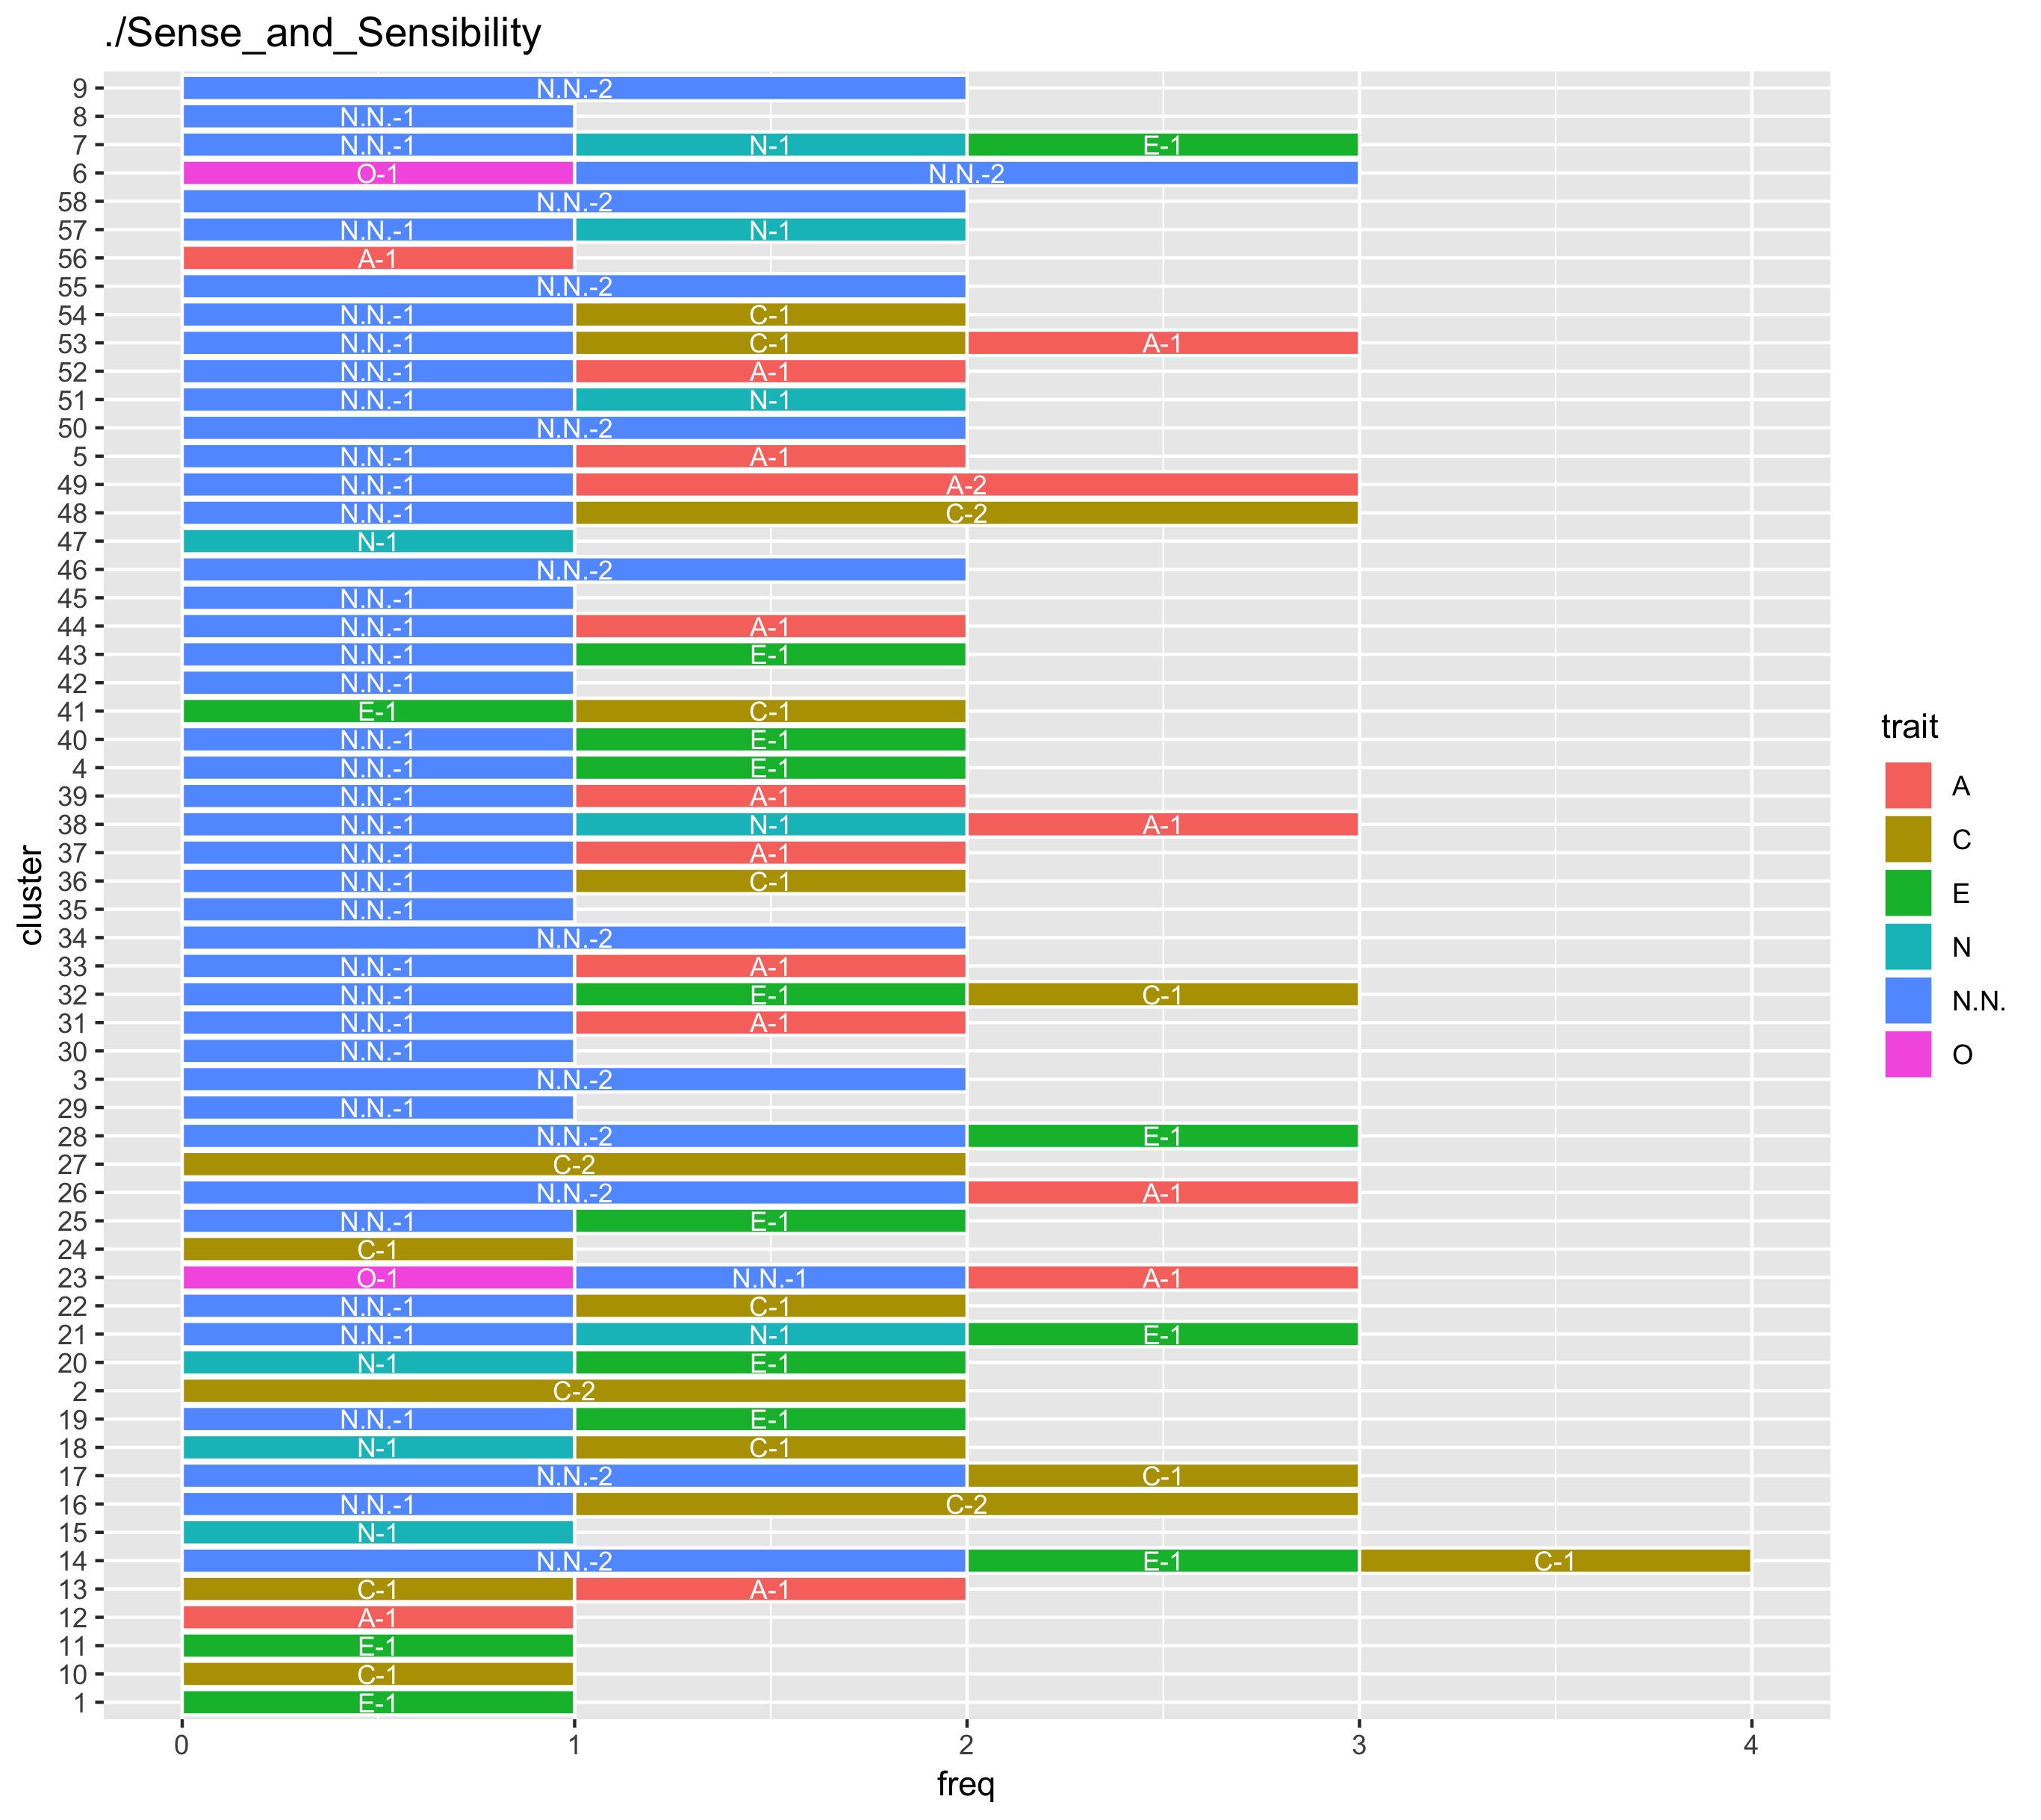 ./Sense_and_Sensibility
9 N.N.-2
8 N.N.-1
7 N.N.-1 N-1 E-1
6 O-1 N.N.-2
58 N.N.-2
57 N.N.-1 N-1
56 A-1
55 N.N.-2
54 N.N.-1 C-1
53 N.N.-1 C-1 A-1
52 N.N.-1 A-1
51 N.N.-1 N-1
50 N.N.-2
5 N.N.-1 A-1
49 N.N.-1 A-2
48 N.N.-1 C-2
47 N-1
46 N.N.-2
45 N.N.-1
44 N.N.-1 A-1
43 N.N.-1 E-1
42 N.N.-1
41 E-1 C-1
40 N.N.-1 E-1
4 N.N.-1 E-1
39 N.N.-1 A-1
38 N.N.-1 N-1 A-1
37 N.N.-1 A-1
36 N.N.-1 C-1
35 N.N.-1
34 N.N.-2
33 N.N.-1 A-1
32 N.N.-1 E-1 C-1
31 N.N.-1 A-1
30 N.N.-1
3 N.N.-2
29 N.N.-1
28 N.N.-2 E-1
27 C-2
26 N.N.-2 A-1
25 N.N.-1 E-1
24 C-1
23 O-1 N.N.-1 A-1
22 N.N.-1 C-1
21 N.N.-1 N-1 E-1
20 N-1 E-1
2 C-2
19 N.N.-1 E-1
18 N-1 C-1
17 N.N.-2 C-1
16 N.N.-1 C-2
15 N-1
14 N.N.-2 E-1 C-1
13 C-1 A-1
12 A-1
11 E-1
10 C-1
1 E-1
0 1 2 3 4
freq
cluster
trait
A
C
E
N
N.N.
O